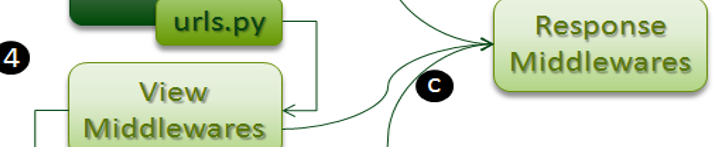 urls.py
Response
Middlewares
4
C
View
Middlewares